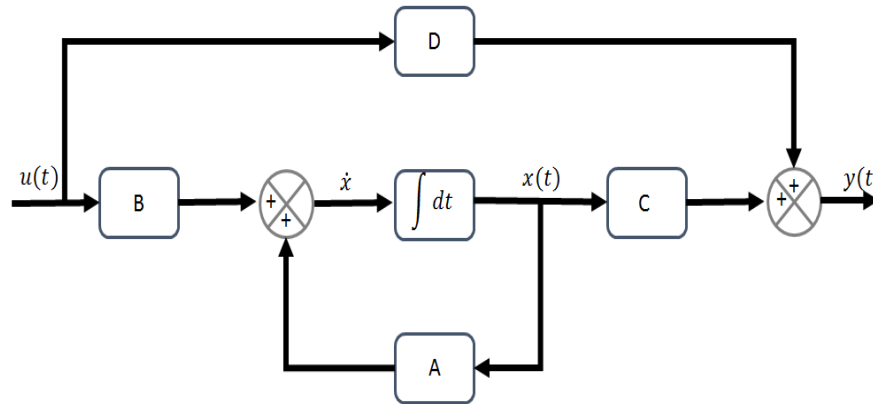 D
+
u(t)
B
+
+
ẋ
∫ dt
x(t)
C
+
y(t
A